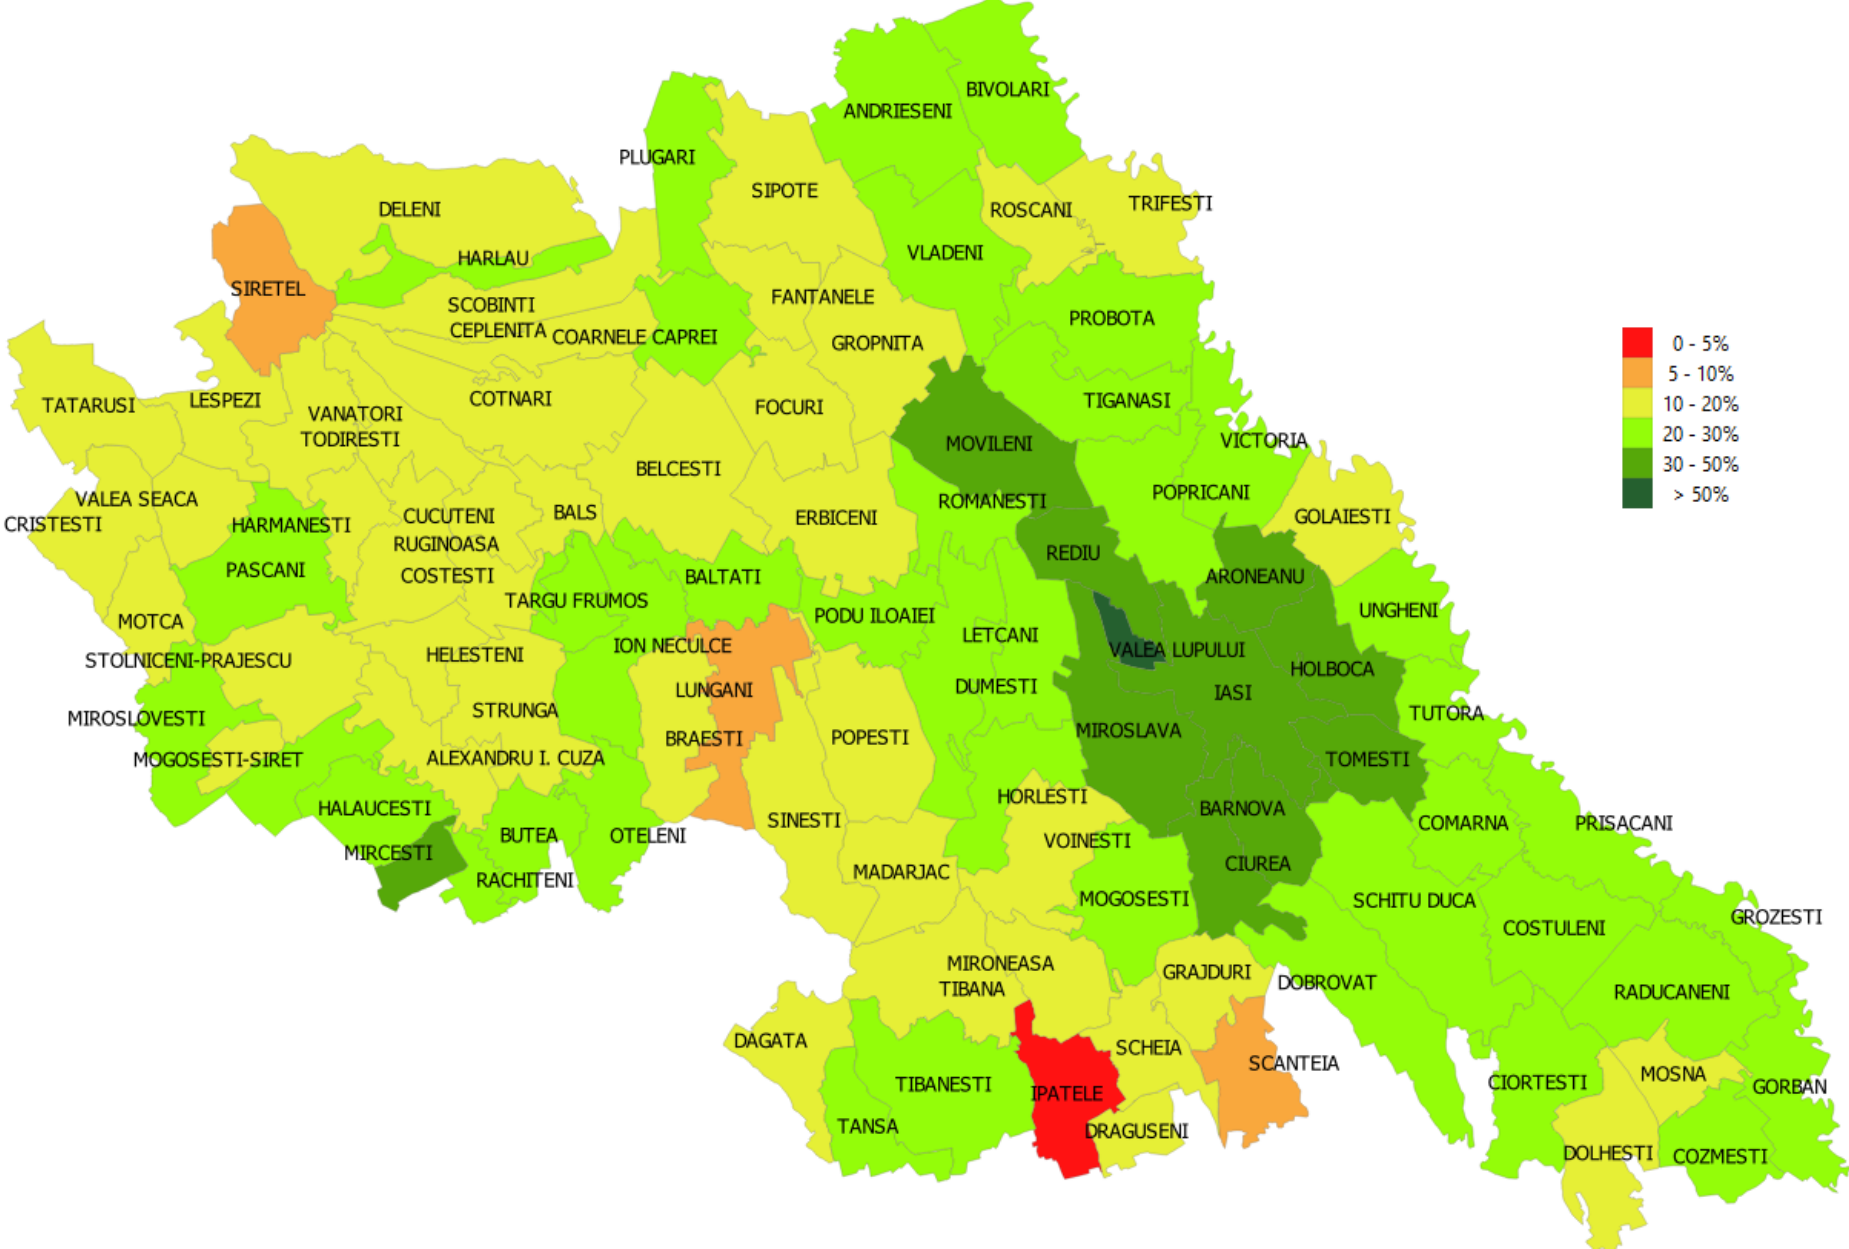 BIVOLARI
ANDRIESENI
PLUGARI
SIPOTE
ROSCANI
TRIFESTI
DELENI
HARLAU
VLADENI
SIRETEL
SCOBINTI
FANTANELE
PROBOTA
CEPLENITA
COARNELE CAPREI
GROPNITA
0 - 5%
5 - 10%
10 - 20%
20 - 30%
30 - 50%
> 50%
TATARUSI
LESPEZI
VANATORI
COTNARI
FOCURI
TIGANASI
TODIRESTI
MOVILENI
VICTORIA
BELCESTI
VALEA SEACA
ROMANESTI
POPRICANI
CRISTESTI
HARMANESTI
CUCUTENI
BALS
ERBICENI
GOLAIESTI
RUGINOASA
REDIU
PASCANI
COSTESTI
BALTATI
ARONEANU
TARGU FRUMOS
PODU ILOAIEI
UNGHENI
MOTCA
LETCANI
STOLNICENI-PRAJESCU
HELESTENI
ION NECULCE
VALEA LUPULUI
HOLBOCA
LUNGANI
DUMESTI
IASI
MIROSLOVESTI
STRUNGA
TUTORA
BRAESTI
POPESTI
MIROSLAVA
MOGOSESTI-SIRET
ALEXANDRU I. CUZA
TOMESTI
HALAUCESTI
HORLESTI
BARNOVA
BUTEA
OTELENI
SINESTI
COMARNA
PRISACANI
MIRCESTI
VOINESTI
CIUREA
RACHITENI
MADARJAC
MOGOSESTI
SCHITU DUCA
GROZESTI
COSTULENI
MIRONEASA
GRAJDURI
TIBANA
DOBROVAT
RADUCANENI
DAGATA
SCHEIA
SCANTEIA
TIBANESTI
IPATELE
CIORTESTI
MOSNA
GORBAN
TANSA
DRAGUSENI
DOLHESTI
COZMESTI